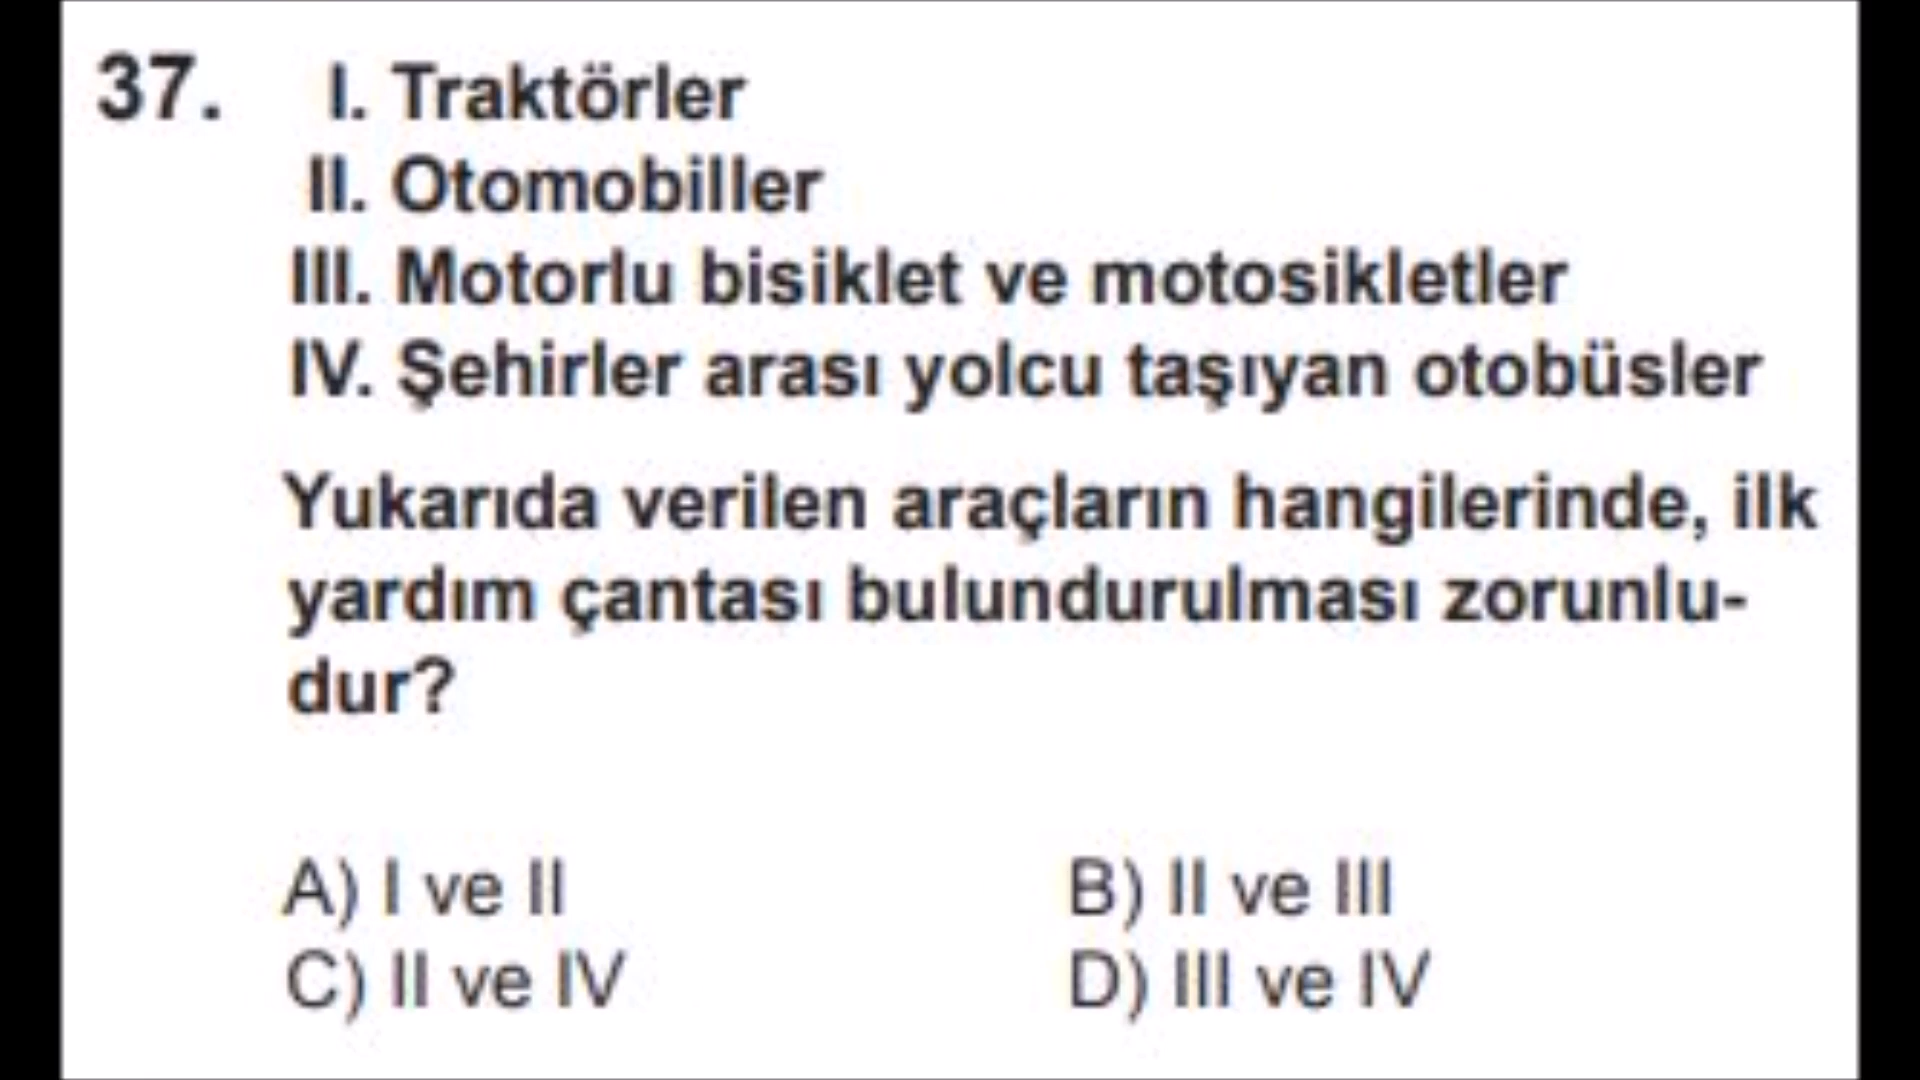 37. I. Traktörler
II. Otomobiller
III. Motorlu bisiklet ve motosikletler
IV. Şehirler arası yolcu taşıyan otobüsler
Yukarıda verilen araçların hangilerinde, ilk
yardım çantası bulundurulması zorunlu-
dur?
A) I ve II B) II ve III
C) II ve IV D) III ve IV